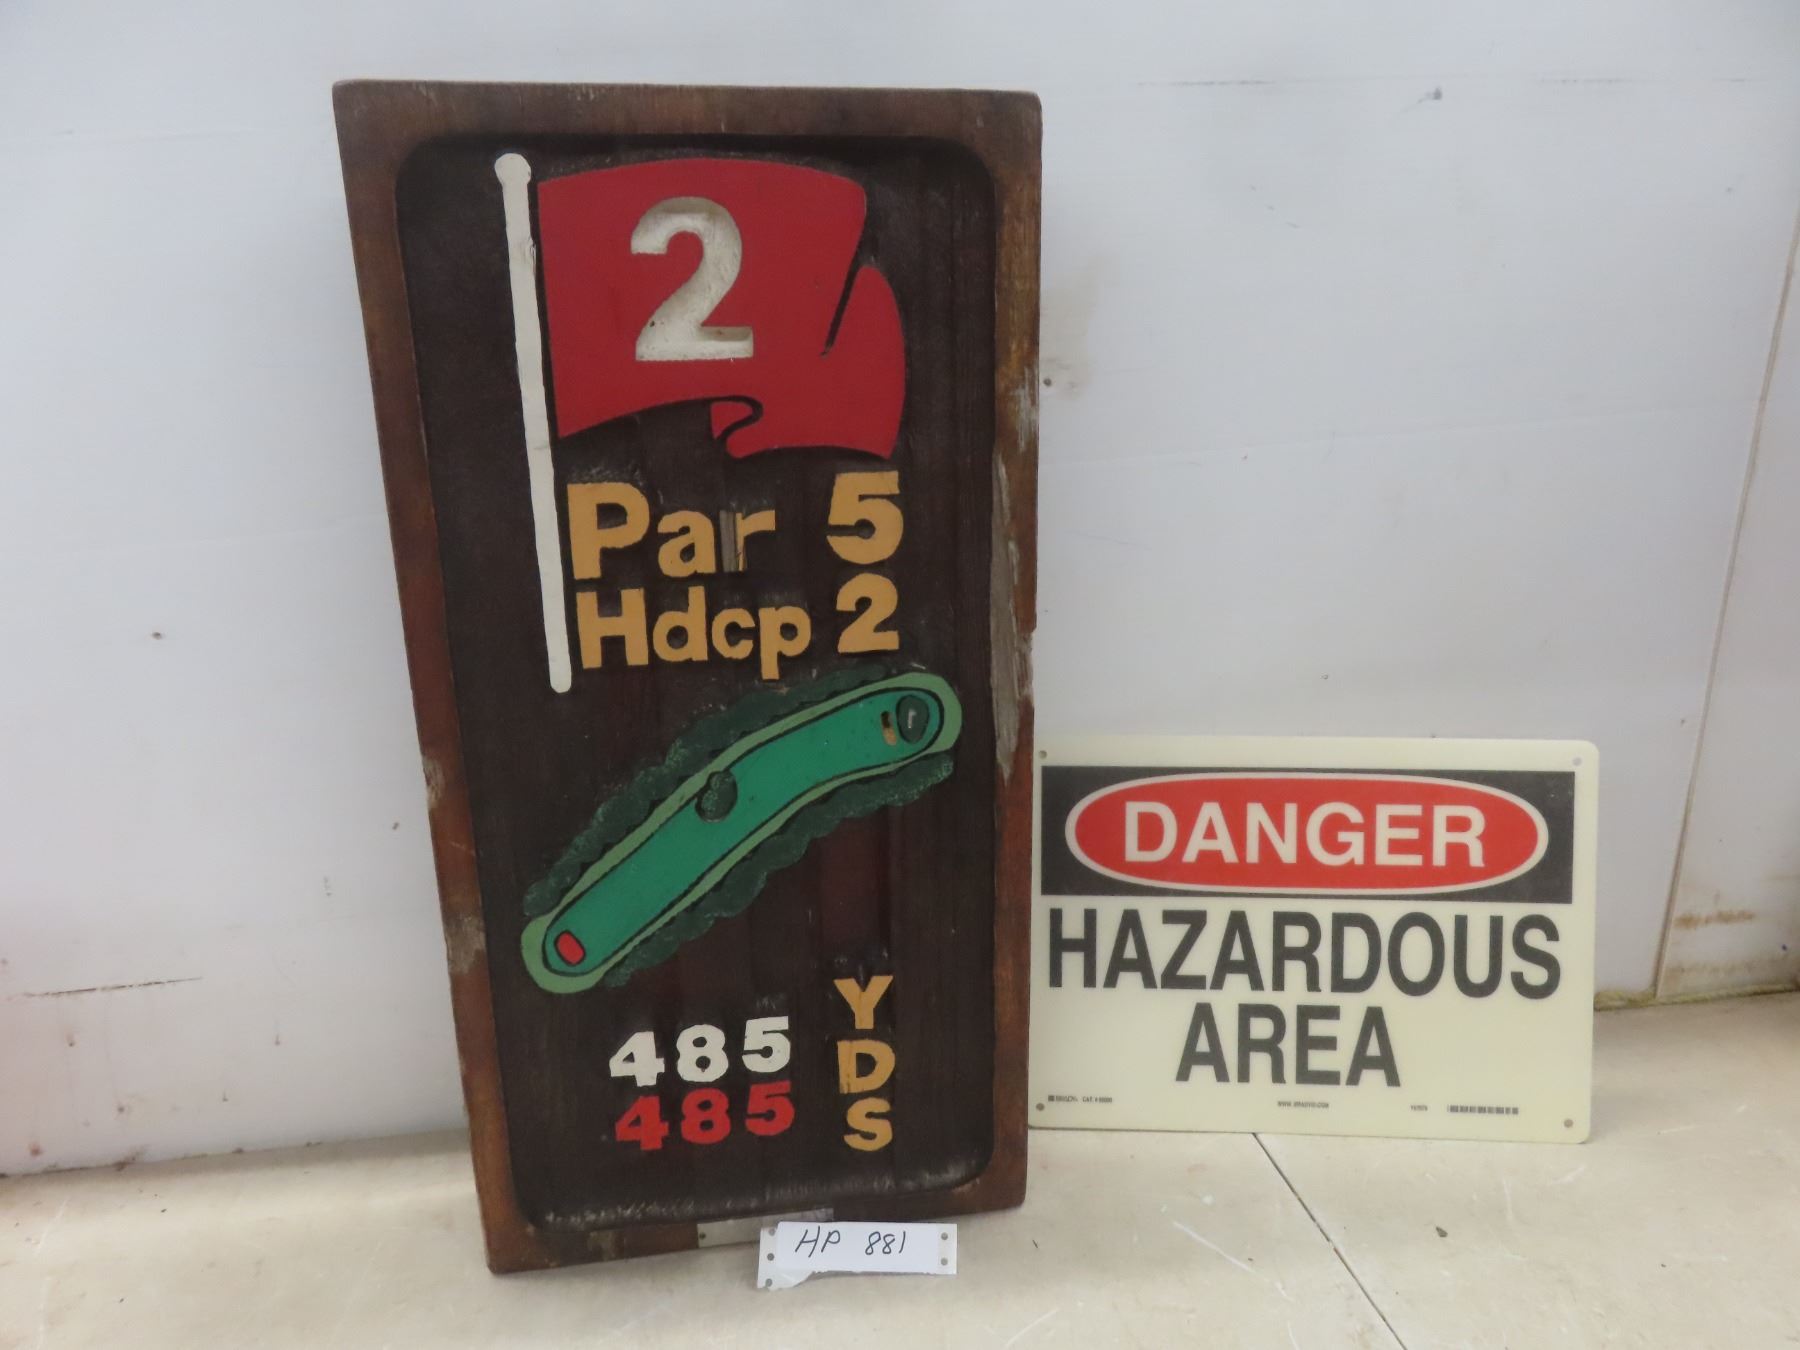 2
Par 5
Hdcp 2
485
485
YDS
HP 881
DANGER
HAZARDOUS
AREA